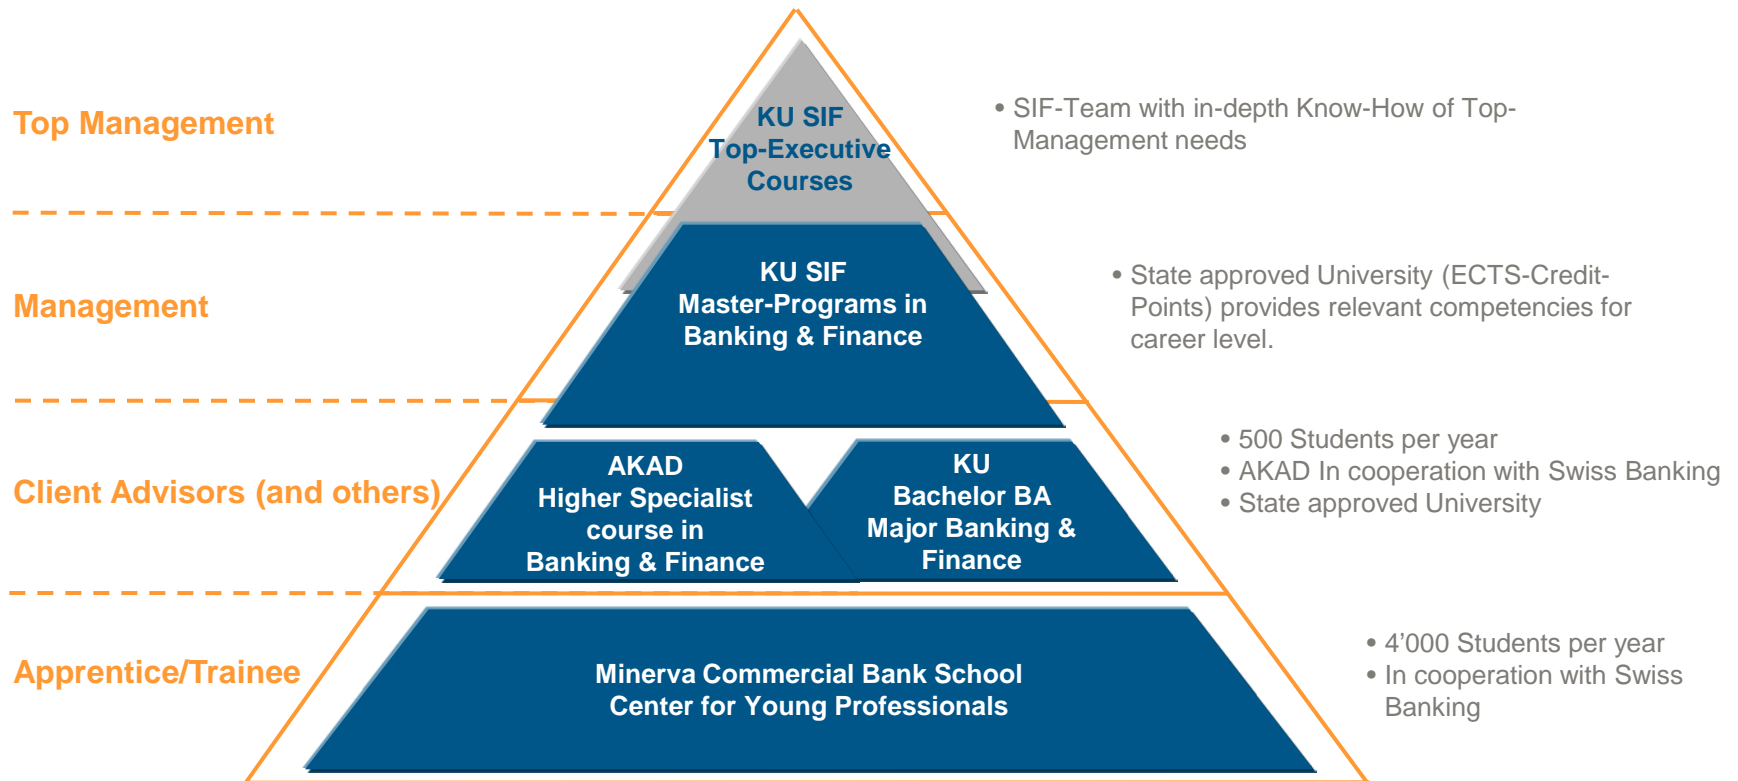 Top Management
KU SIF
Top-Executive
Courses
• SIF-Team with in-depth Know-How of Top-
Management needs
Management
KU SIF
Master-Programs in
Banking & Finance
• State approved University (ECTS-Credit-
Points) provides relevant competencies for
career level.
Client Advisors (and others)
AKAD
Higher Specialist
course in
Banking & Finance
KU
Bachelor BA
Major Banking &
Finance
• 500 Students per year
• AKAD In cooperation with Swiss Banking
• State approved University
Apprentice/Trainee
Minerva Commercial Bank School
Center for Young Professionals
• 4’000 Students per year
• In cooperation with Swiss
Banking